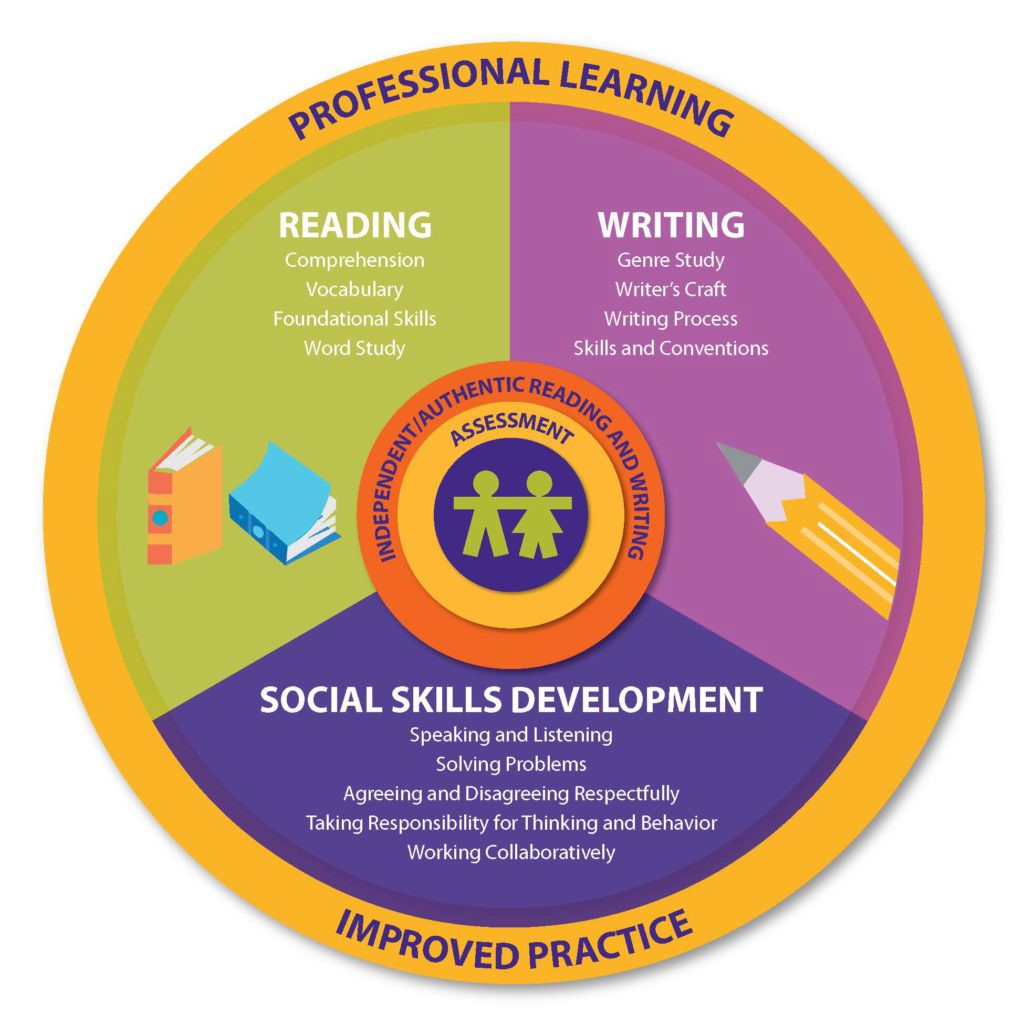 PROFESSIONAL LEARNING
READING
Comprehension
Vocabulary
Foundational Skills
Word Study
WRITING
Genre Study
Writer's Craft
Writing Process
Skills and Conventions
INDEPENDENT/AUTHENTIC READING AND WRITING
ASSESSMENT
SOCIAL SKILLS DEVELOPMENT
Speaking and Listening
Solving Problems
Agreeing and Disagreeing Respectfully
Taking Responsibility for Thinking and Behavior
Working Collaboratively
IMPROVED PRACTICE